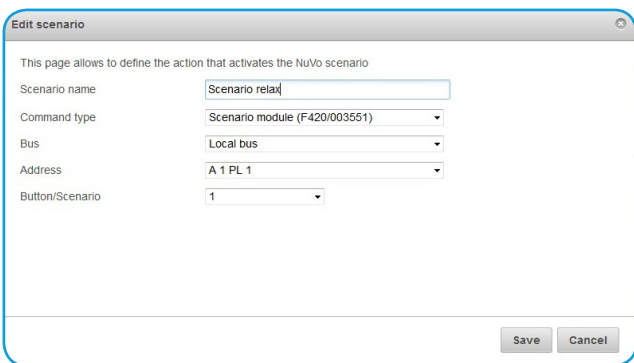 Edit scenario
This page allows to define the action that activates the NuVo scenario
Scenario name Scenario relax
Command type Scenario module (F420/003551)
Bus Local bus
Address A 1 PL 1
Button/Scenario 1
Save Cancel